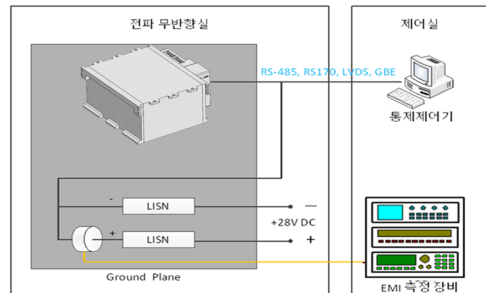 전파 무반향실
제어실
RS-485, RS170, LVDS, GBE
통제제어기
-
LISN
+28V DC
+
LISN
+
Ground Plane
EMI 측정 장비